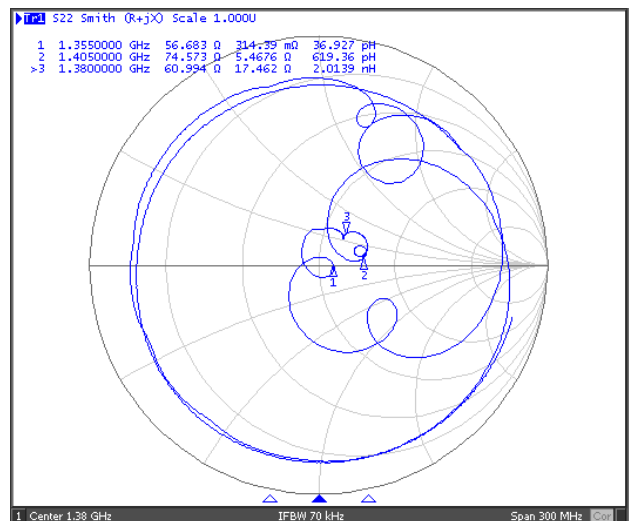 Tr1 S22 Smith (R+jX) Scale 1.000U
1 1.3550000 GHz 56.683 Ω 314.39 mΩ 36.927 pH
2 1.4050000 GHz 74.573 Ω 5.4676 Ω 619.36 pH
>3 1.3800000 GHz 60.994 Ω 17.462 Ω 2.0139 nH
3
1
2
1 Center 1.38 GHz IFBW 70 kHz Span 300 MHz Cor